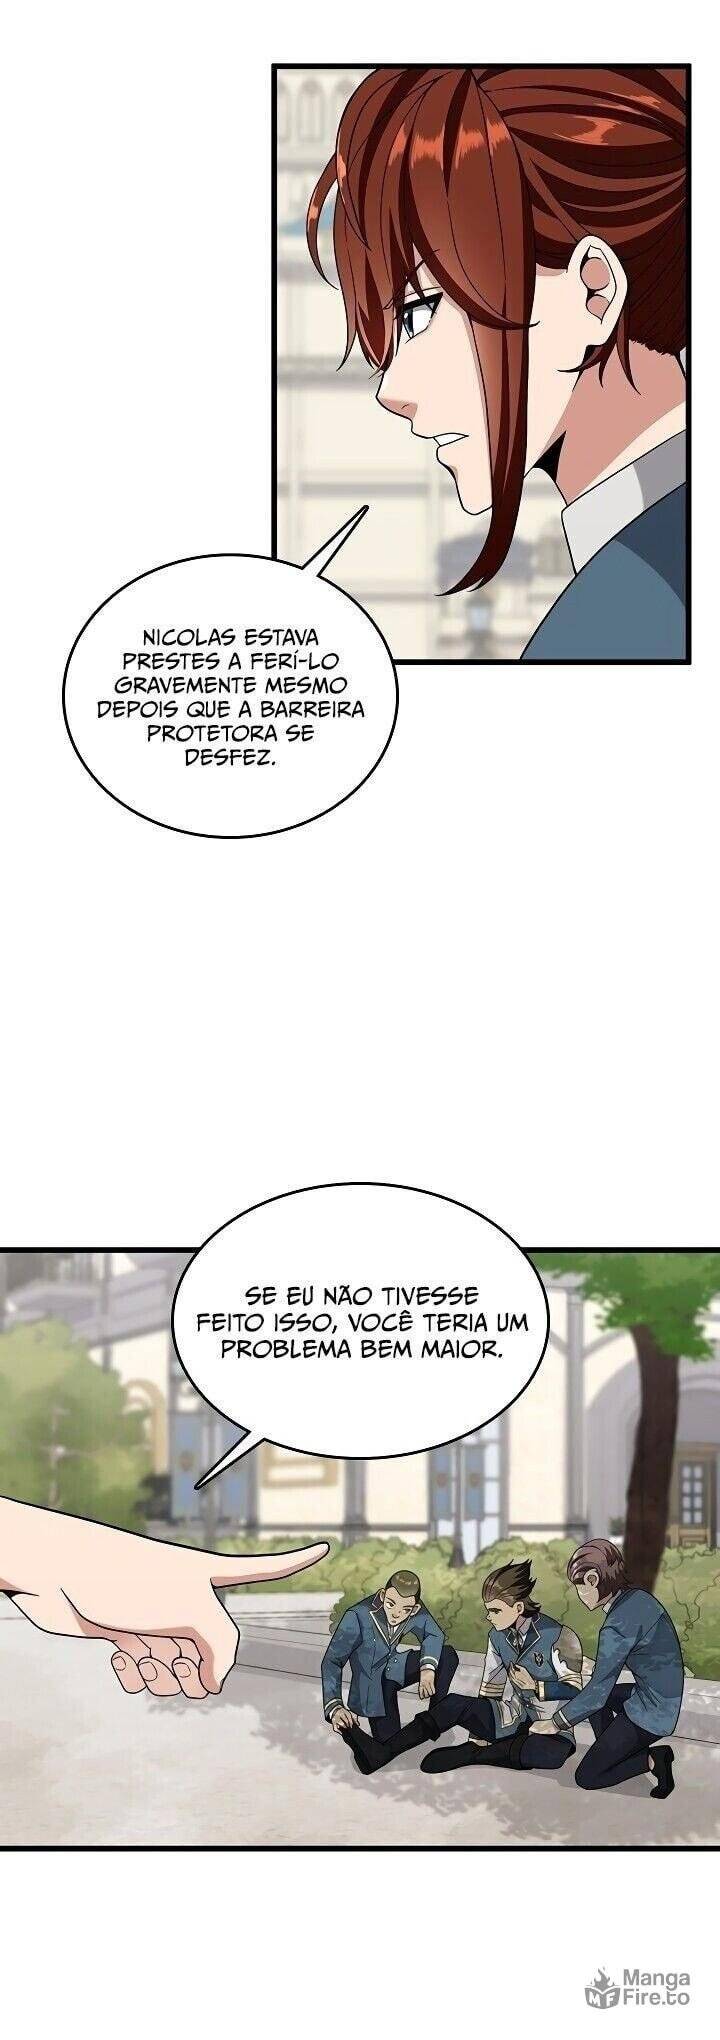 NICOLAS ESTAVA
PRESTES A FERÍ-LO
GRAVEMENTE MESMO
DEPOIS QUE A BARREIRA
PROTETORA SE
DESFEZ.
SE EU NÃO TIVESSE
FEITO ISSO, VOCÊ TERIA UM
PROBLEMA BEM MAIOR.
MF
Manga
Fire.to